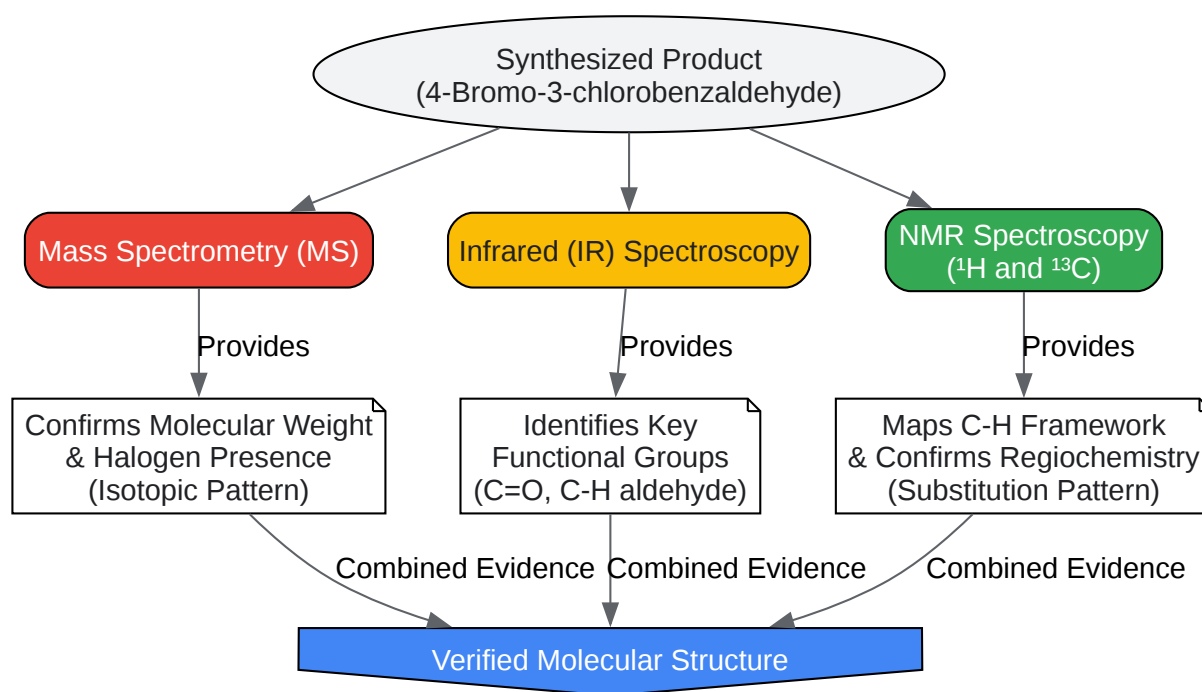 Synthesized Product
(4-Bromo-3-chlorobenzaldehyde)
Mass Spectrometry (MS)
Infrared (IR) Spectroscopy
NMR Spectroscopy
(¹H and ¹³C)
Provides
Provides
Provides
Confirms Molecular Weight
& Halogen Presence
(Isotopic Pattern)
Identifies Key
Functional Groups
(C=O, C-H aldehyde)
Maps C-H Framework
& Confirms Regiochemistry
(Substitution Pattern)
Combined Evidence
Combined Evidence
Combined Evidence
Verified Molecular Structure